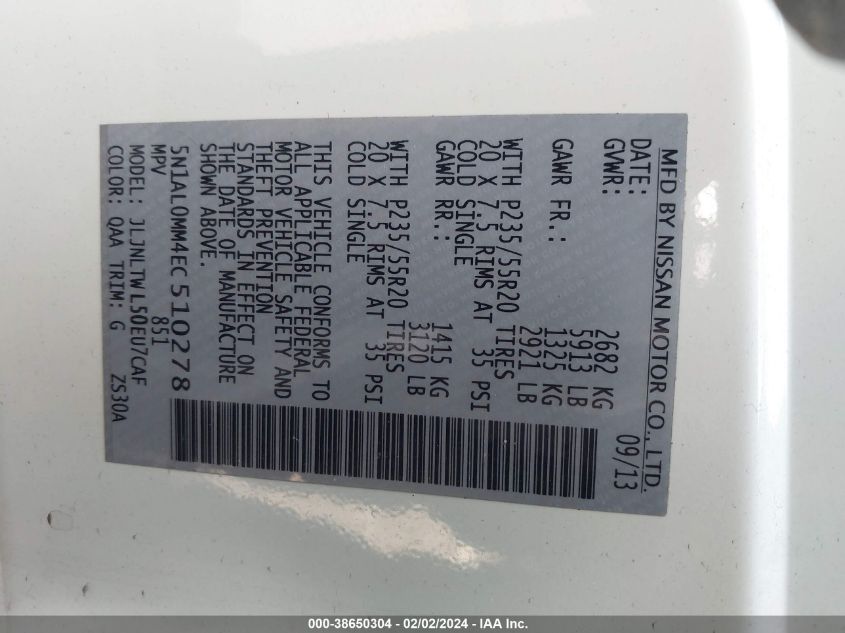 MFD BY NISSAN MOTOR CO., LTD.
DATE: 09/13
GVWR: 2682 KG
5913 LB
GAWR FR.: 1325 KG
2921 LB
WITH P235/55R20 TIRES
20 X 7.5 RIMS AT 35 PSI
COLD SINGLE
GAWR RR.: 1415 KG
3120 LB
WITH P235/55R20 TIRES
20 X 7.5 RIMS AT 35 PSI
COLD SINGLE
THIS VEHICLE CONFORMS TO
ALL APPLICABLE FEDERAL
MOTOR VEHICLE SAFETY AND
THEFT PREVENTION
STANDARDS IN EFFECT ON
THE DATE OF MANUFACTURE
SHOWN ABOVE.
5N1AL0MM4EC510278
MPV 851
MODEL: JLJNLTWL50EU7CAF
COLOR: QAA TRIM: G ZS30A
000-38650304 - 02/02/2024 - IAA Inc.